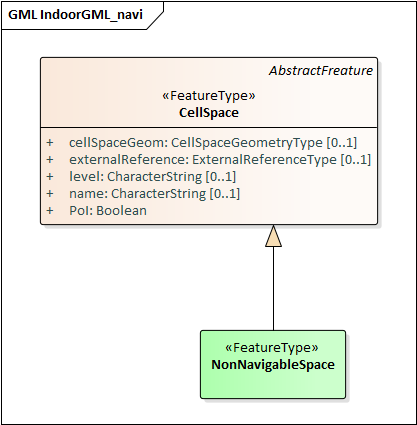 GML IndoorGML_navi
AbstractFreature
«FeatureType»
CellSpace
+ cellSpaceGeom: CellSpaceGeometryType [0..1]
+ externalReference: ExternalReferenceType [0..1]
+ level: CharacterString [0..1]
+ name: CharacterString [0..1]
+ PoI: Boolean
«FeatureType»
NonNavigableSpace